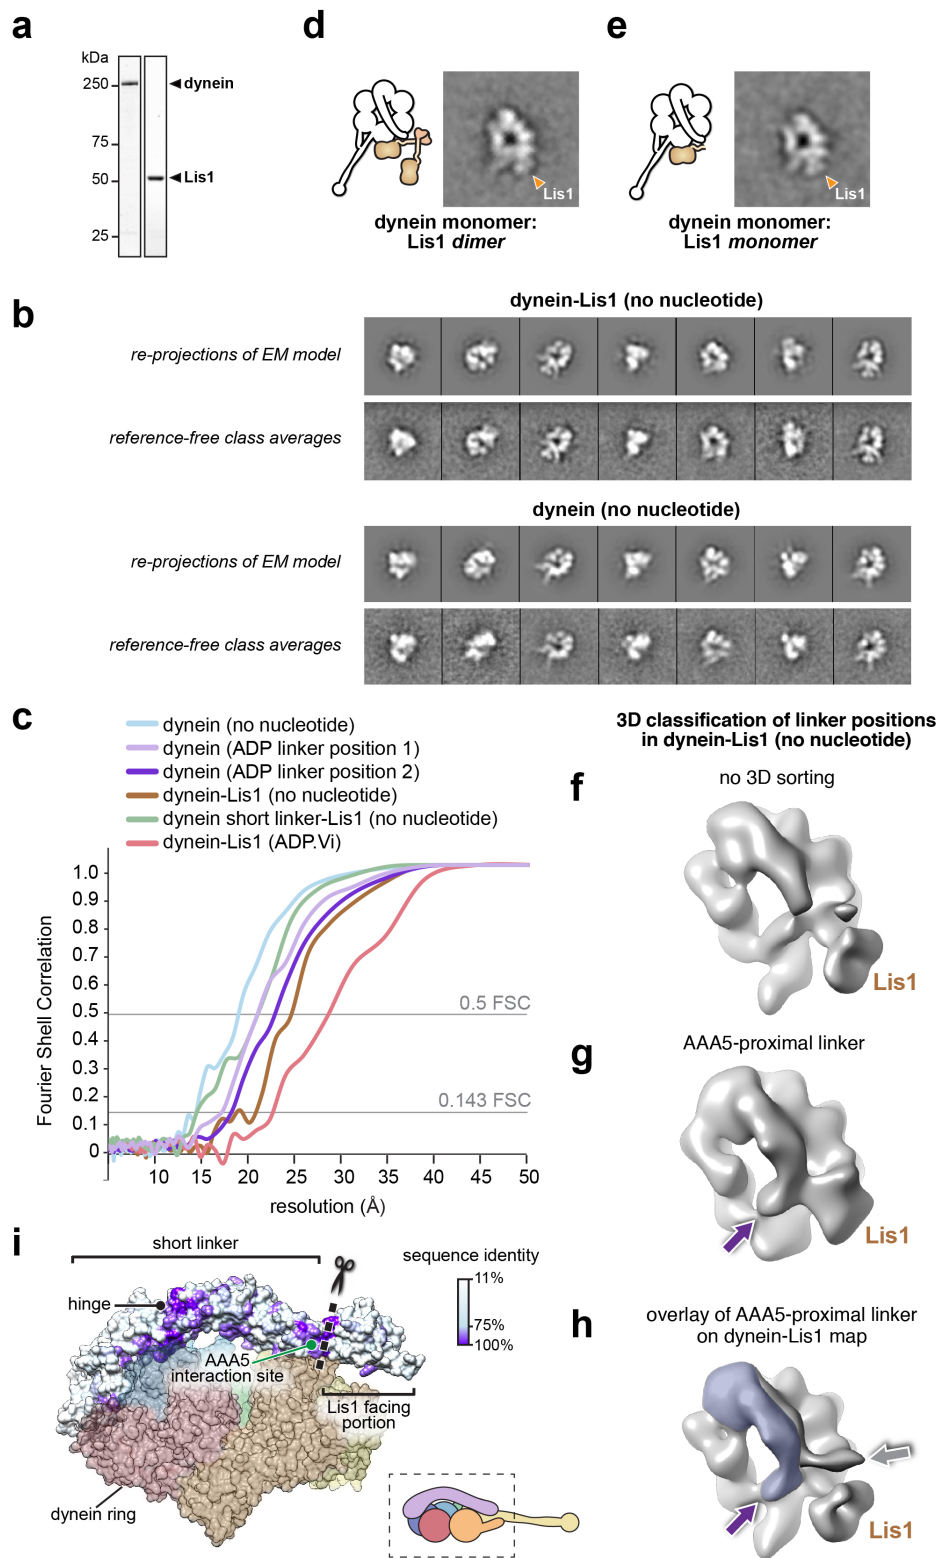 a
kDa
250
75
50
25
dynein
Lis1
d
Lis1
dynein monomer:
Lis1 dimer
e
Lis1
dynein monomer:
Lis1 monomer
b
dynein-Lis1 (no nucleotide)
re-projections of EM model
reference-free class averages
dynein (no nucleotide)
re-projections of EM model
reference-free class averages
c
dynein (no nucleotide)
dynein (ADP linker position 1)
dynein (ADP linker position 2)
dynein-Lis1 (no nucleotide)
dynein short linker-Lis1 (no nucleotide)
dynein-Lis1 (ADP.Vi)
Fourier Shell Correlation
1.0
0.9
0.8
0.7
0.6
0.5
0.4
0.3
0.2
0.1
0
0.5 FSC
0.143 FSC
10
15
20
25
30
35
40
45
50
resolution (Å)
3D classification of linker positions
in dynein-Lis1 (no nucleotide)
f
no 3D sorting
Lis1
g
AAA5-proximal linker
Lis1
h
overlay of AAA5-proximal linker
on dynein-Lis1 map
Lis1
i
short linker
hinge
AAA5
interaction site
Lis1 facing
portion
dynein ring
sequence identity
11%
75%
100%